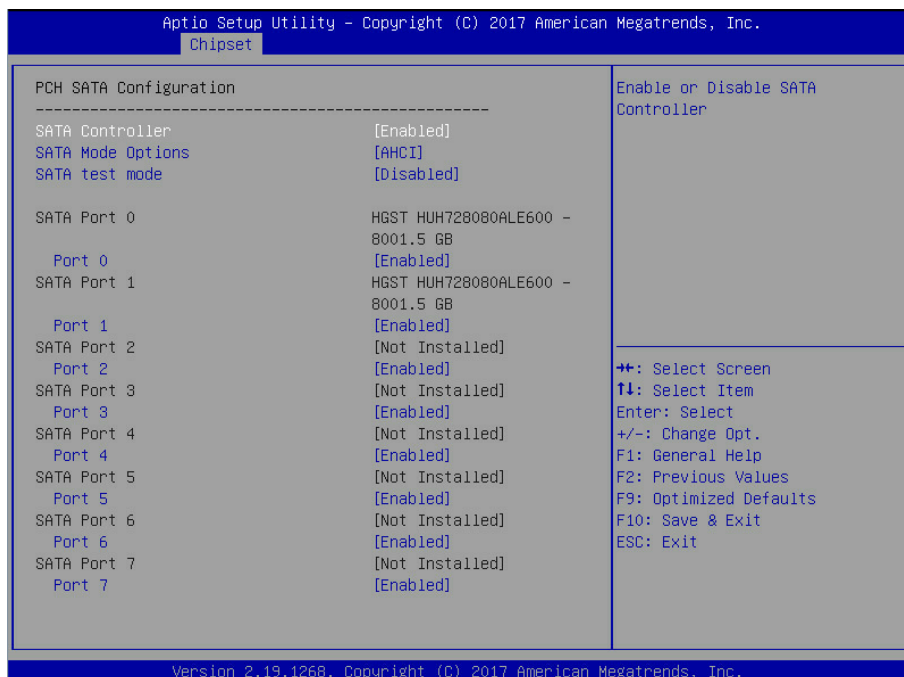 Aptio Setup Utility – Copyright (C) 2017 American Megatrends, Inc.
Chipset
PCH SATA Configuration
Enable or Disable SATA
Controller
--------------------------------------------------
SATA Controller [Enabled]
SATA Mode Options [AHCI]
SATA test mode [Disabled]
SATA Port 0 HGST HUH728080ALE600 –
8001.5 GB
Port 0 [Enabled]
SATA Port 1 HGST HUH728080ALE600 –
8001.5 GB
Port 1 [Enabled]
SATA Port 2 [Not Installed]
Port 2 [Enabled]
SATA Port 3 [Not Installed]
Port 3 [Enabled]
SATA Port 4 [Not Installed]
Port 4 [Enabled]
SATA Port 5 [Not Installed]
Port 5 [Enabled]
SATA Port 6 [Not Installed]
Port 6 [Enabled]
SATA Port 7 [Not Installed]
Port 7 [Enabled]
→←: Select Screen
↑↓: Select Item
Enter: Select
+/–: Change Opt.
F1: General Help
F2: Previous Values
F9: Optimized Defaults
F10: Save & Exit
ESC: Exit
Version 2.19.1268. Copyright (C) 2017 American Megatrends, Inc.